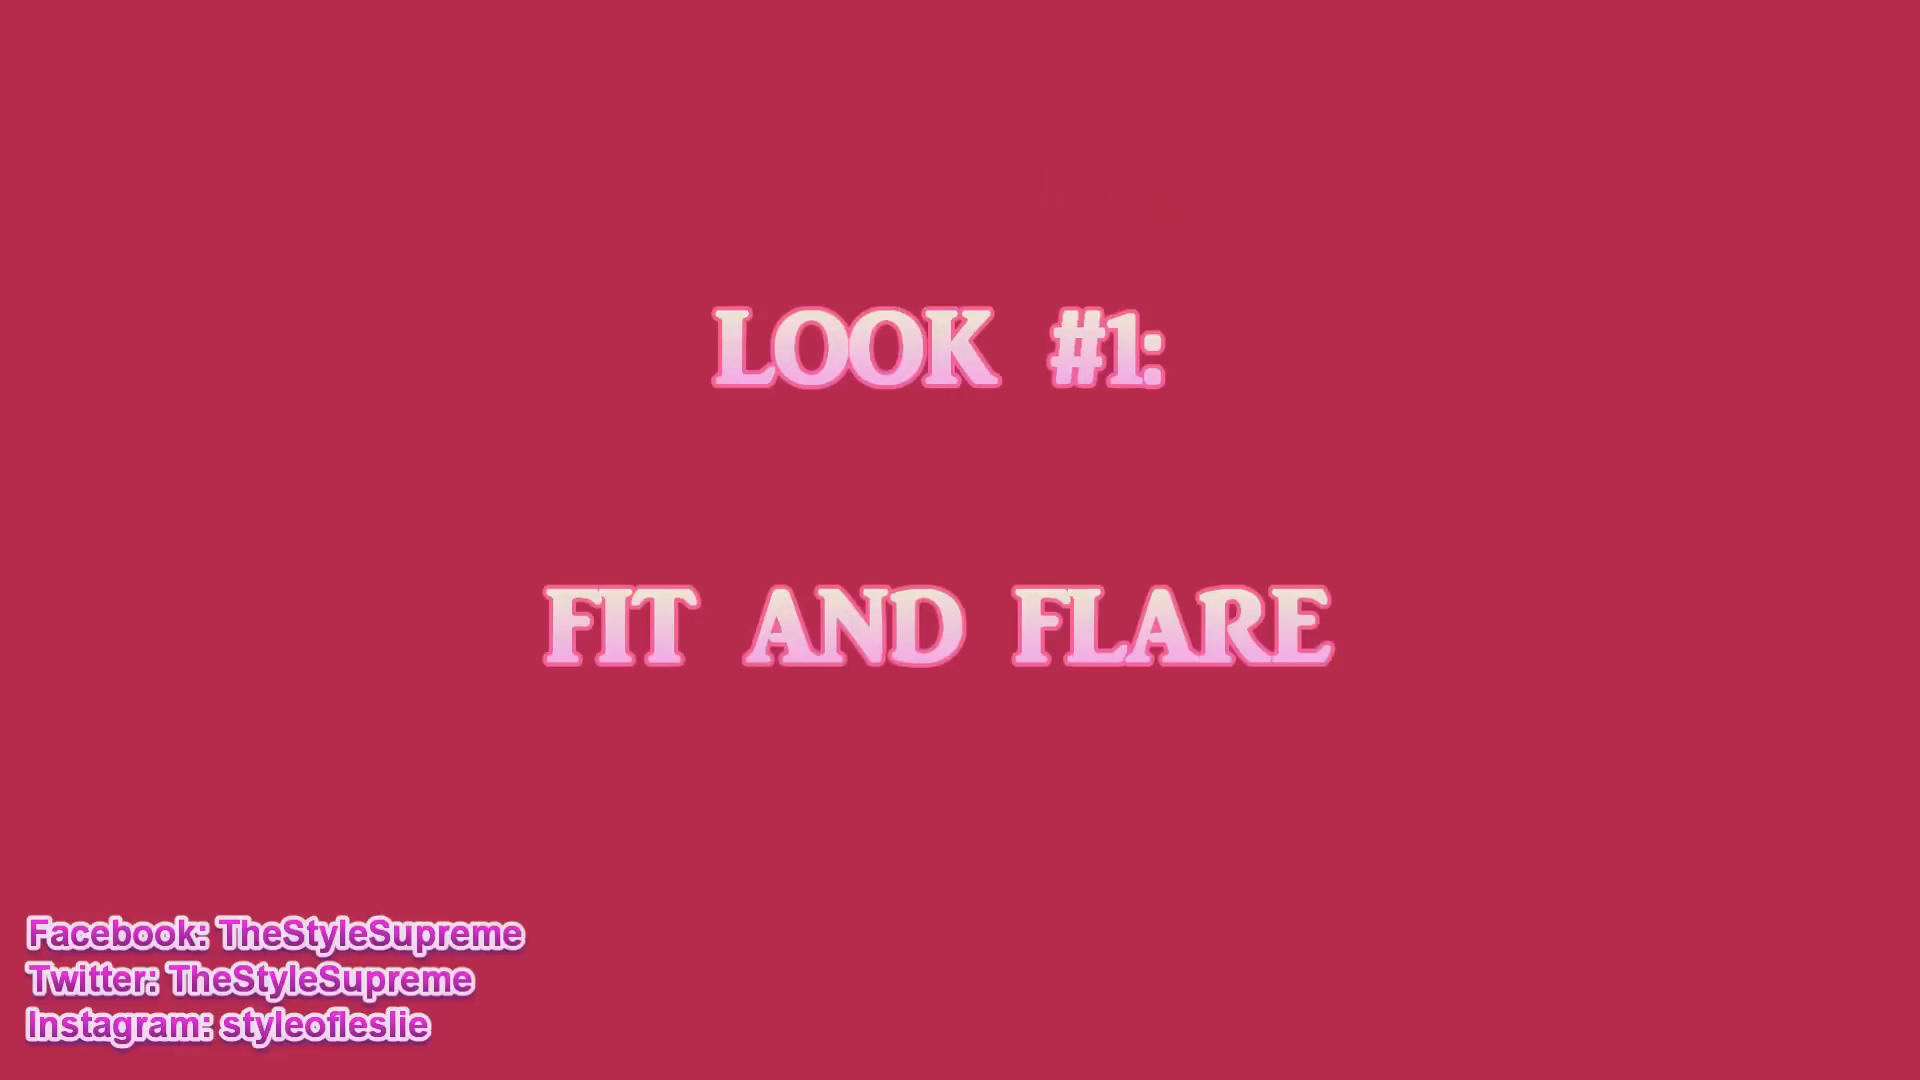 LOOK #1:
FIT AND FLARE
Facebook: TheStyleSupreme
Twitter: TheStyleSupreme
Instagram: styleofleslie